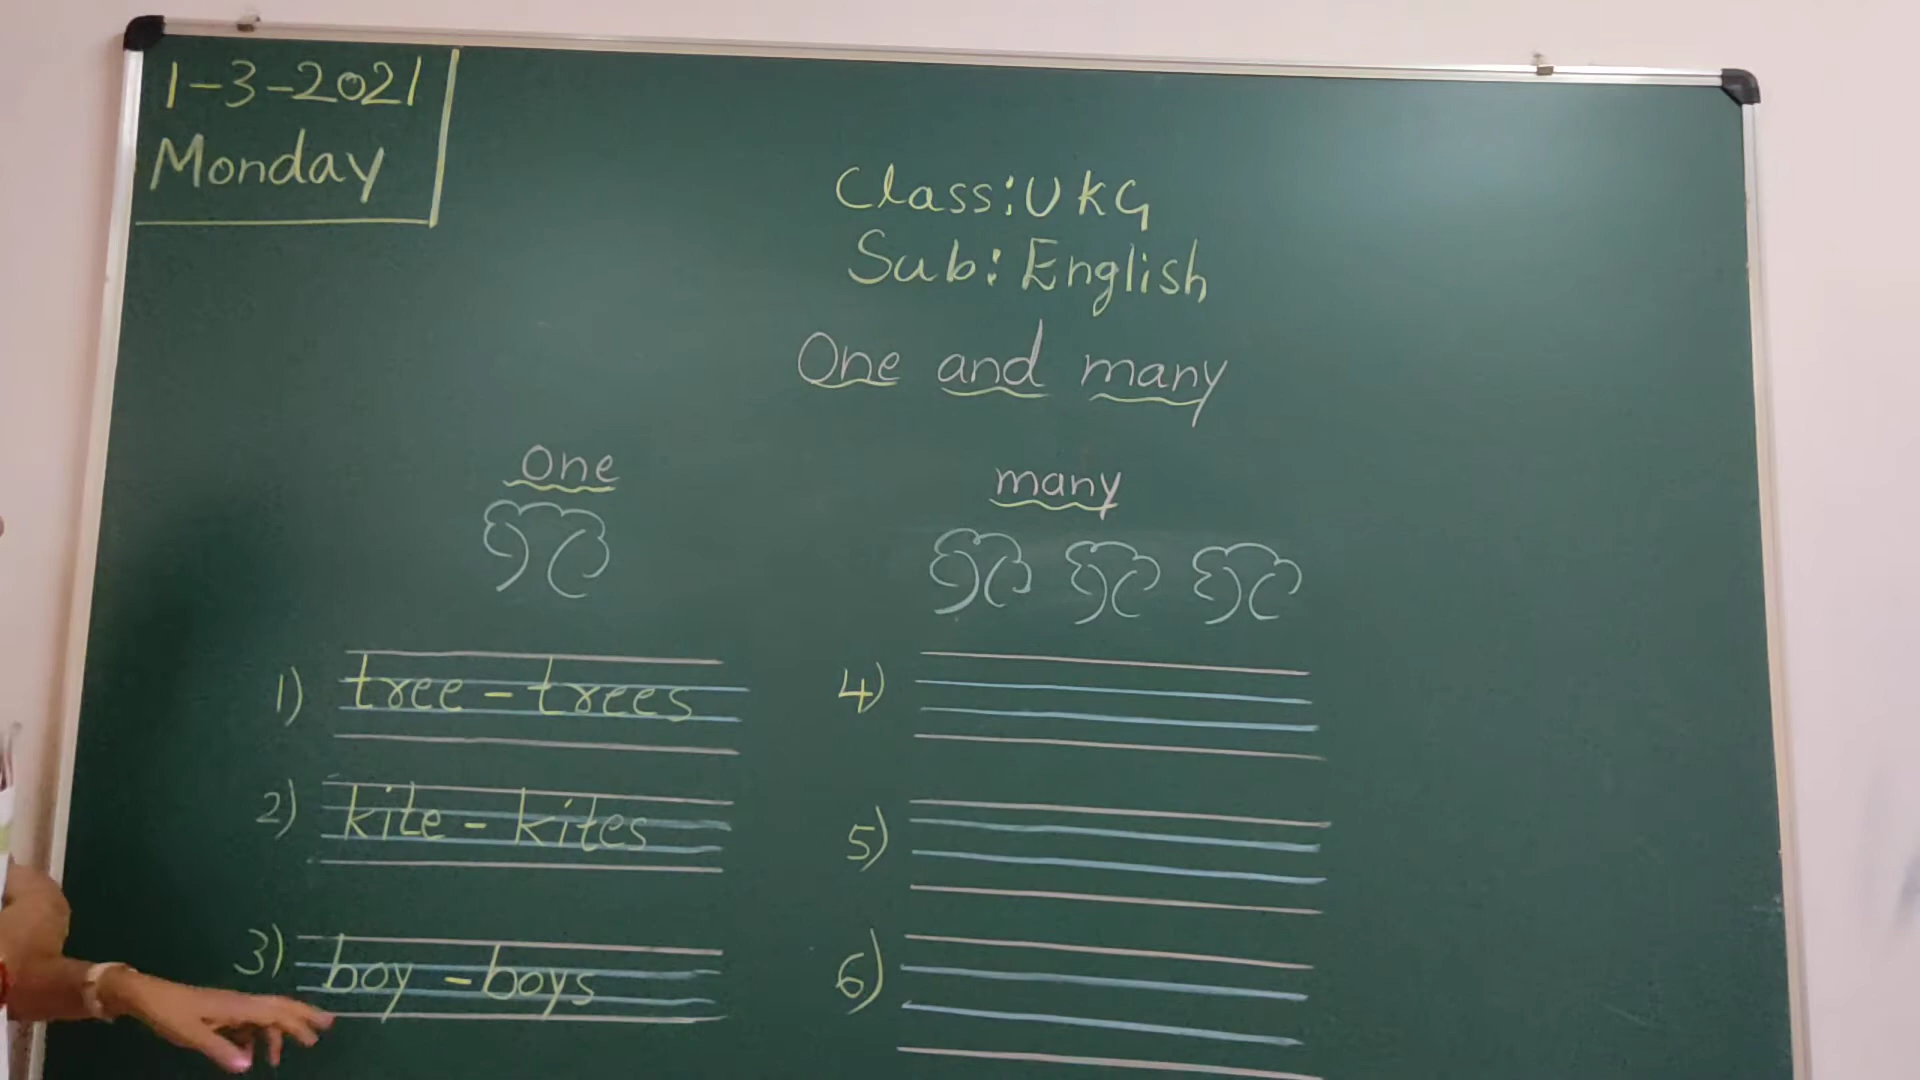 1-3-2021
Monday
Class: UKG
Sub: English
One and many
one
many
1) tree - trees
2) kite - kites
3) boy - boys
4)
5)
6)